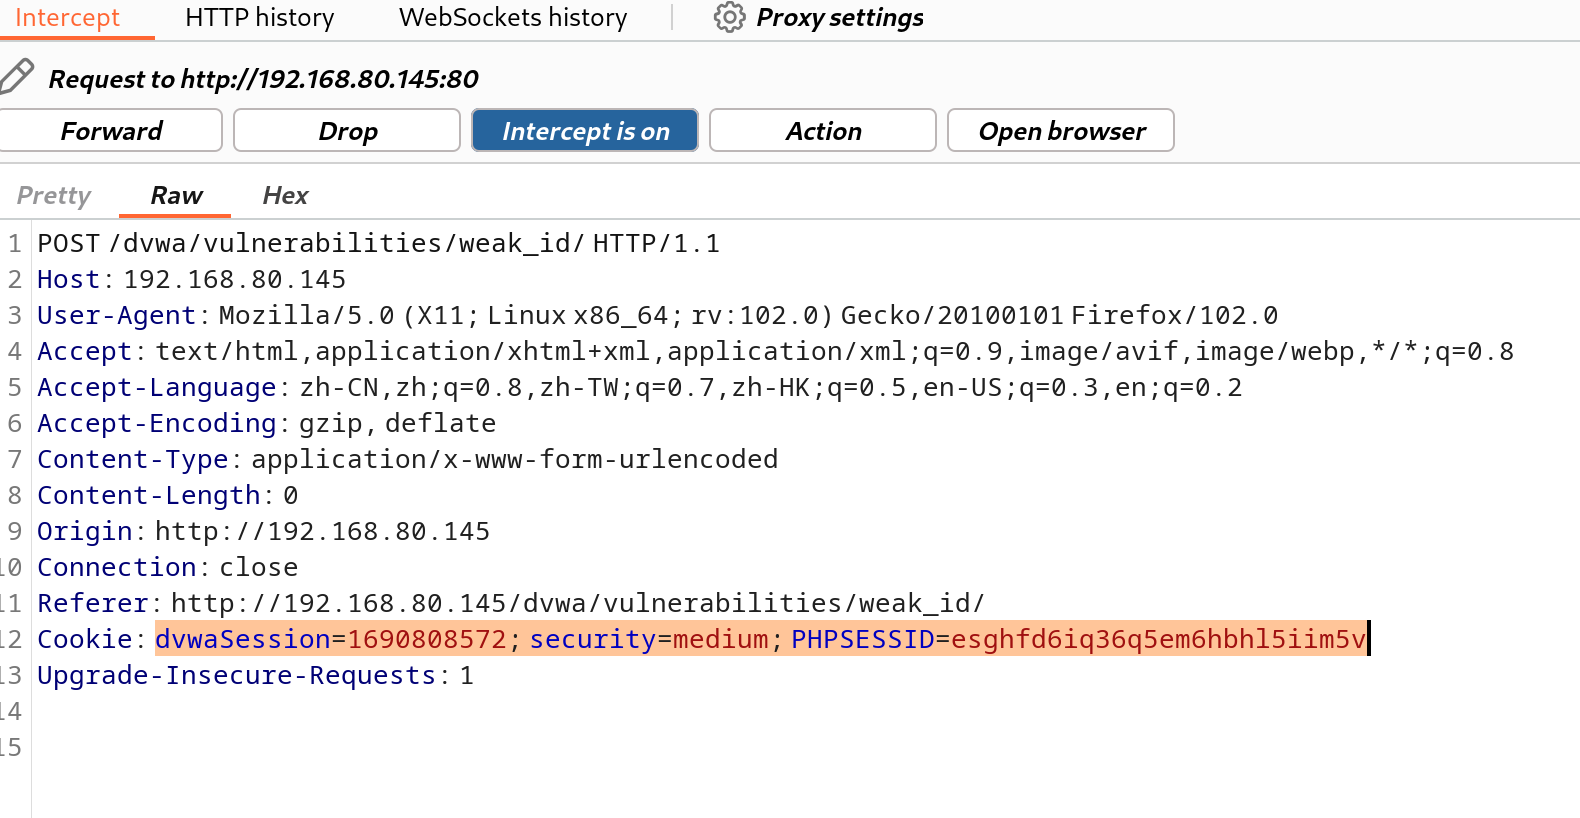 Intercept HTTP history WebSockets history Proxy settings
Request to http://192.168.80.145:80
Forward Drop Intercept is on Action Open browser
Pretty Raw Hex
1 POST /dvwa/vulnerabilities/weak_id/ HTTP/1.1
2 Host: 192.168.80.145
3 User-Agent: Mozilla/5.0 (X11; Linux x86_64; rv:102.0) Gecko/20100101 Firefox/102.0
4 Accept: text/html,application/xhtml+xml,application/xml;q=0.9,image/avif,image/webp,*/*;q=0.8
5 Accept-Language: zh-CN,zh;q=0.8,zh-TW;q=0.7,zh-HK;q=0.5,en-US;q=0.3,en;q=0.2
6 Accept-Encoding: gzip, deflate
7 Content-Type: application/x-www-form-urlencoded
8 Content-Length: 0
9 Origin: http://192.168.80.145
10 Connection: close
11 Referer: http://192.168.80.145/dvwa/vulnerabilities/weak_id/
12 Cookie: dvwaSession=1690808572; security=medium; PHPSESSID=esghfd6iq36q5em6hbhl5iim5v
13 Upgrade-Insecure-Requests: 1
14
15